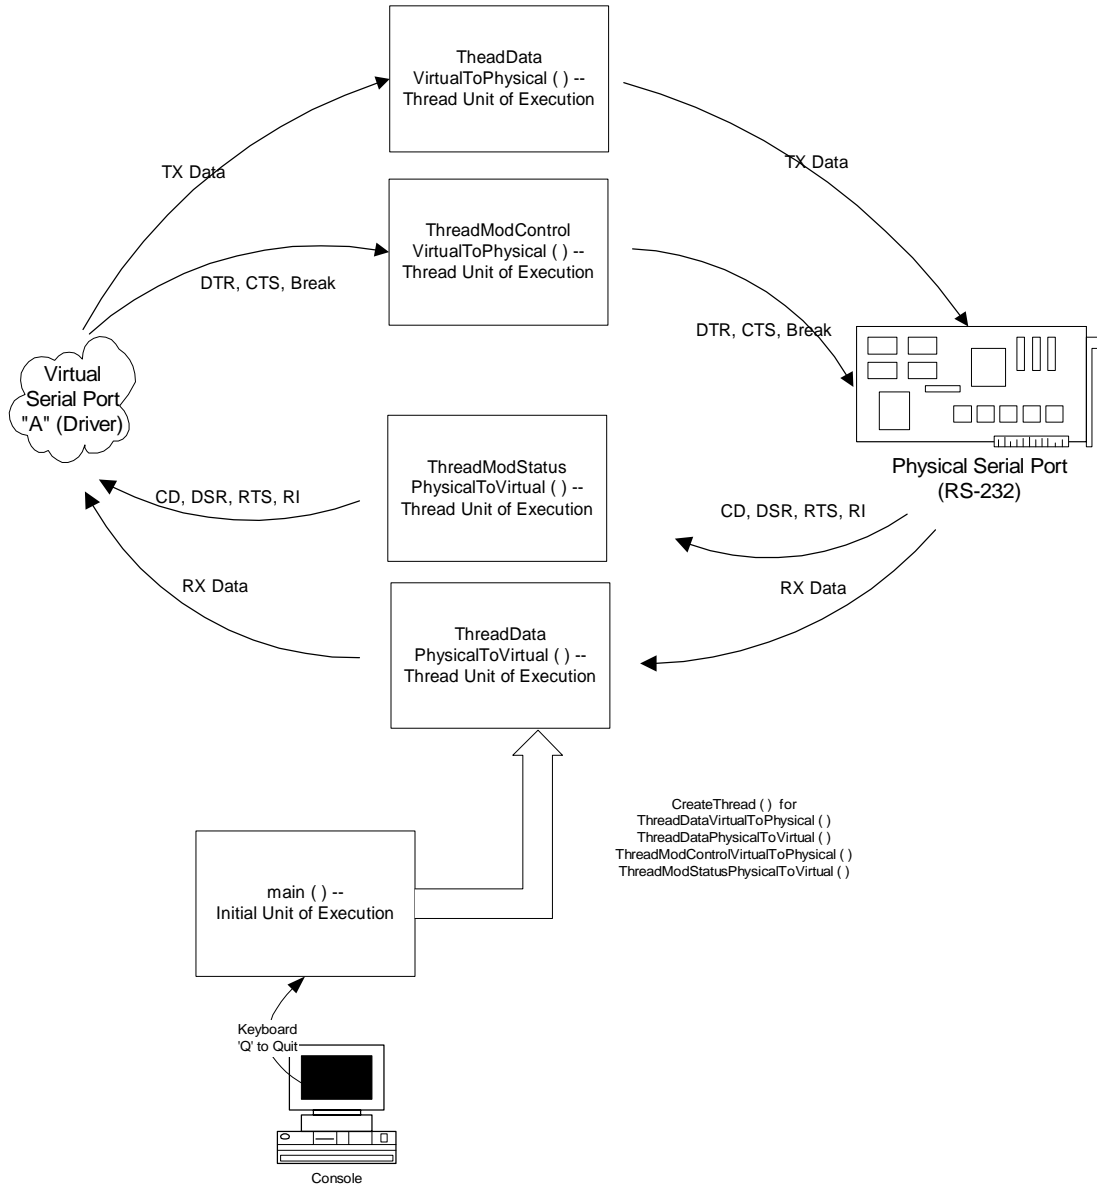 TheadData
VirtualToPhysical ( ) --
Thread Unit of Execution
TX Data
TX Data
ThreadModControl
VirtualToPhysical ( ) --
Thread Unit of Execution
DTR, CTS, Break
DTR, CTS, Break
Virtual
Serial Port
"A" (Driver)
Physical Serial Port
(RS-232)
ThreadModStatus
PhysicalToVirtual ( ) --
Thread Unit of Execution
CD, DSR, RTS, RI
CD, DSR, RTS, RI
RX Data
RX Data
ThreadData
PhysicalToVirtual ( ) --
Thread Unit of Execution
CreateThread ( ) for
ThreadDataVirtualToPhysical ( )
ThreadDataPhysicalToVirtual ( )
ThreadModControlVirtualToPhysical ( )
ThreadModStatusPhysicalToVirtual ( )
main ( ) --
Initial Unit of Execution
Keyboard
'Q' to Quit
Console